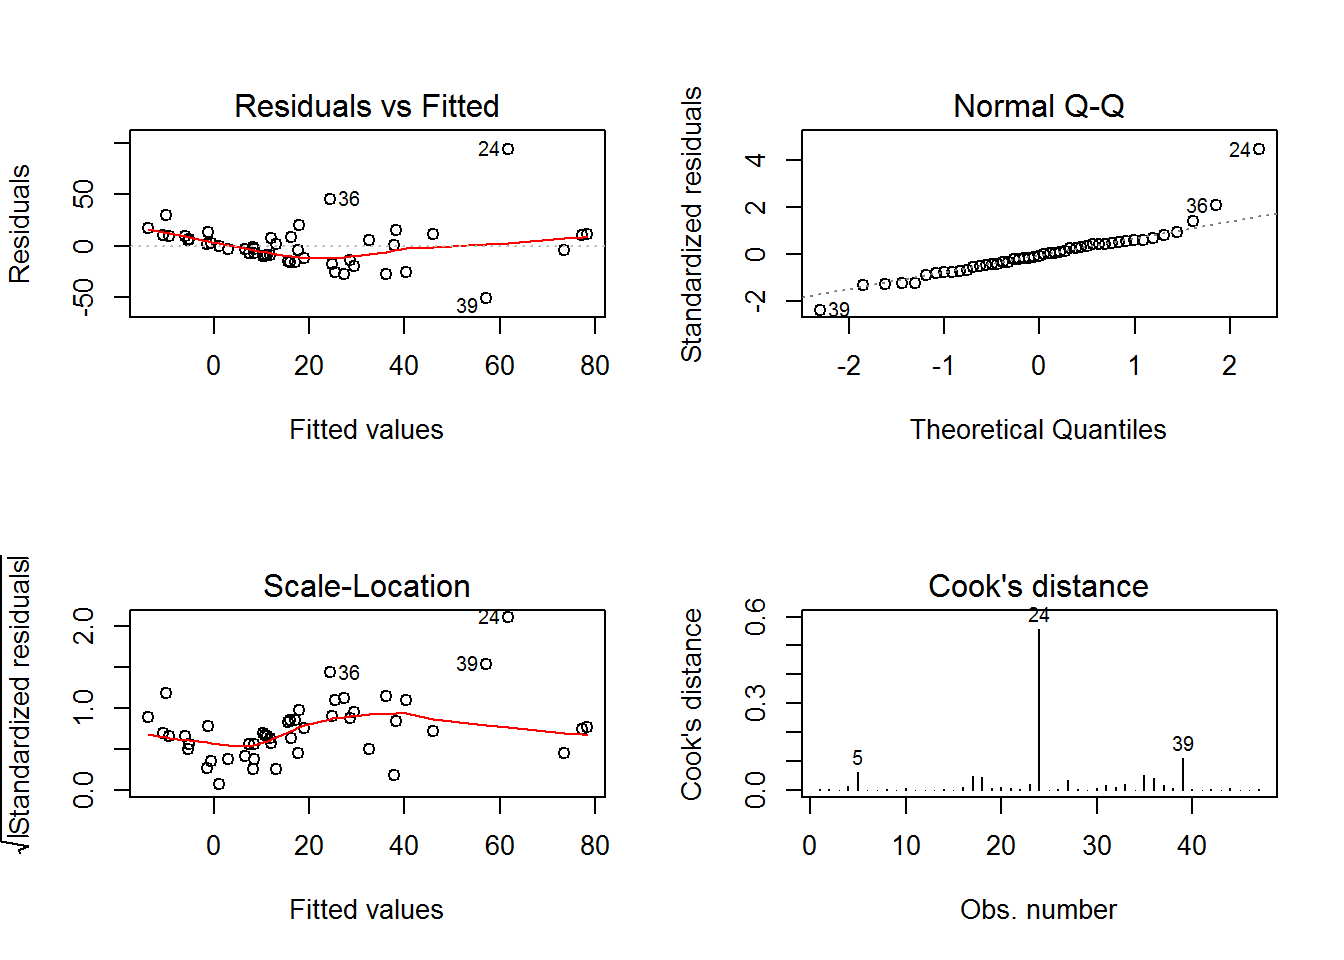 Residuals vs Fitted
Residuals
-50 0 50
24
36
39
0 20 40 60 80
Fitted values
Normal Q-Q
Standardized residuals
-2 0 2 4
24
36
39
-2 -1 0 1 2
Theoretical Quantiles
Scale-Location
√|Standardized residuals|
0.0 1.0 2.0
24
39
36
0 20 40 60 80
Fitted values
Cook's distance
Cook's distance
0.0 0.3 0.6
24
39
5
0 10 20 30 40
Obs. number